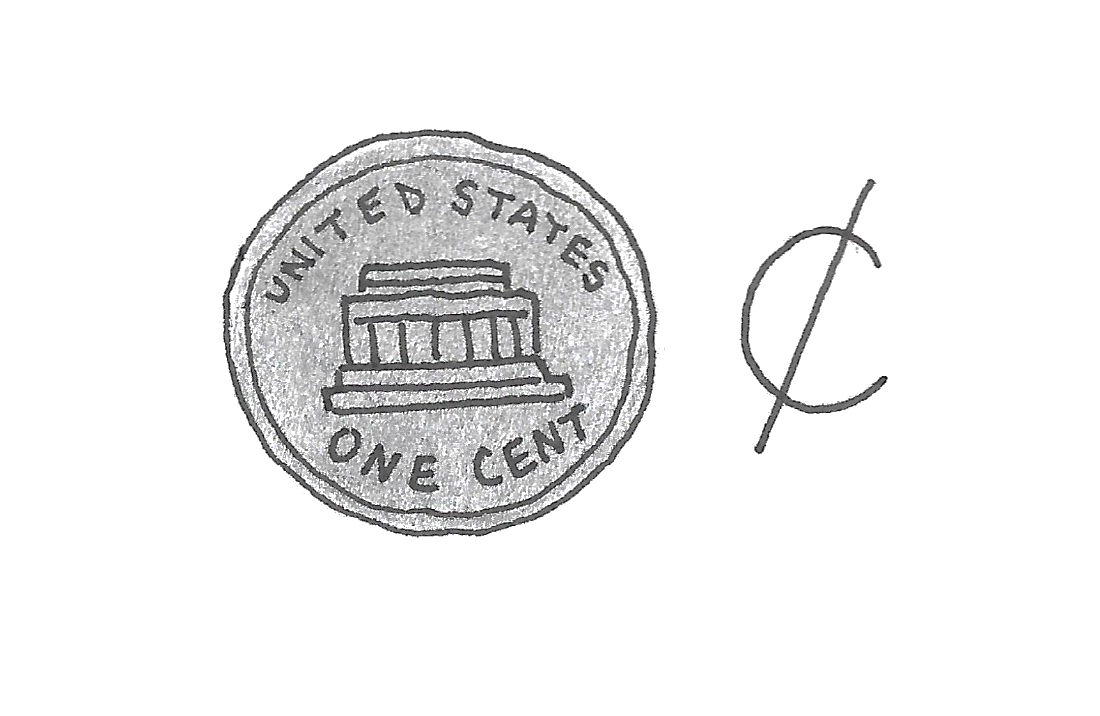 UNITED STATES
ONE CENT
¢